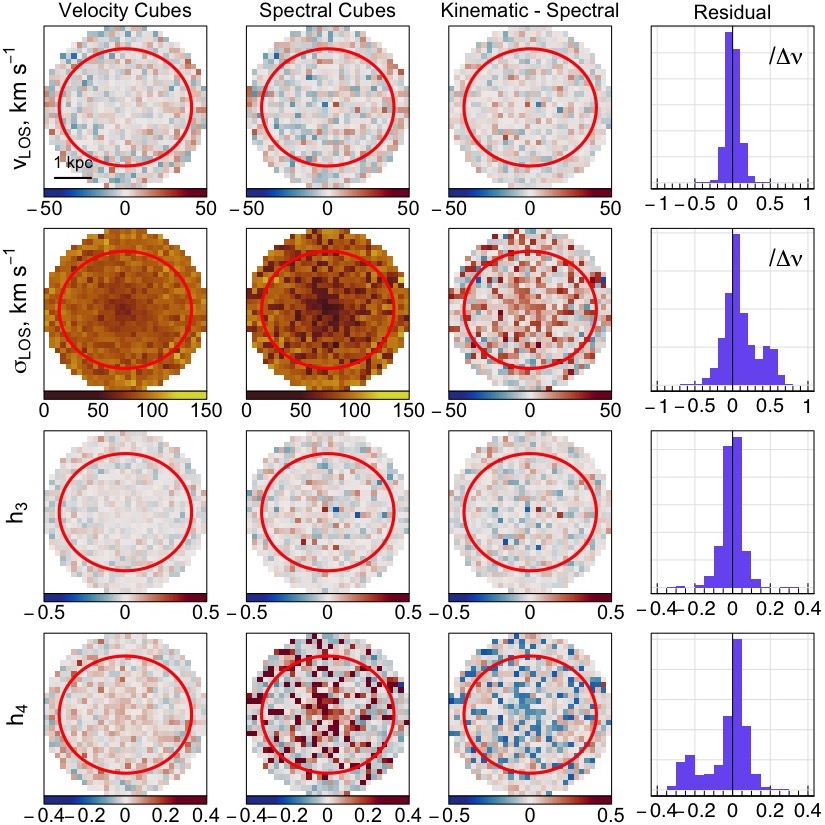 Velocity Cubes Spectral Cubes Kinematic - Spectral Residual
vLOS, km s−1
1 kpc
/Δν
−50 0 50 −50 0 50 −50 0 50 −1 −0.5 0 0.5 1
σLOS, km s−1
/Δν
0 50 100 150 0 50 100 150 −50 0 50 −1 −0.5 0 0.5 1
h3
−0.5 0 0.5 −0.5 0 0.5 −0.5 0 0.5 −0.4 −0.2 0 0.2 0.4
h4
−0.4 −0.2 0 0.2 0.4 −0.4 −0.2 0 0.2 0.4 −0.5 0 0.5 −0.4 −0.2 0 0.2 0.4